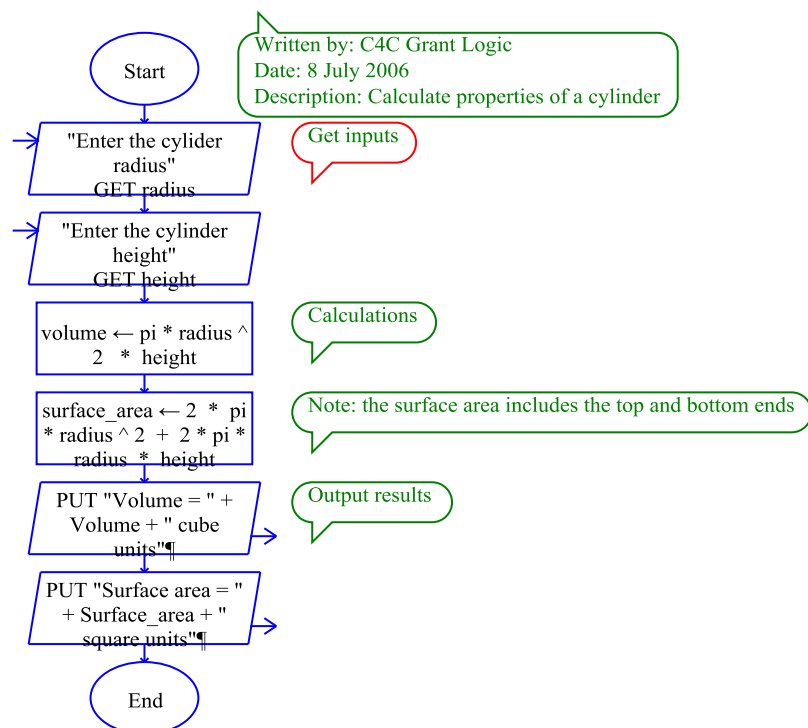 Start
Written by: C4C Grant Logic
Date: 8 July 2006
Description: Calculate properties of a cylinder
"Enter the cylider
radius"
GET radius
Get inputs
"Enter the cylinder
height"
GET height
volume ← pi * radius ^
2 * height
Calculations
surface_area ← 2 * pi
* radius ^ 2 + 2 * pi *
radius * height
Note: the surface area includes the top and bottom ends
PUT "Volume = " +
Volume + " cube
units"¶
Output results
PUT "Surface area = "
+ Surface_area + "
square units"¶
End